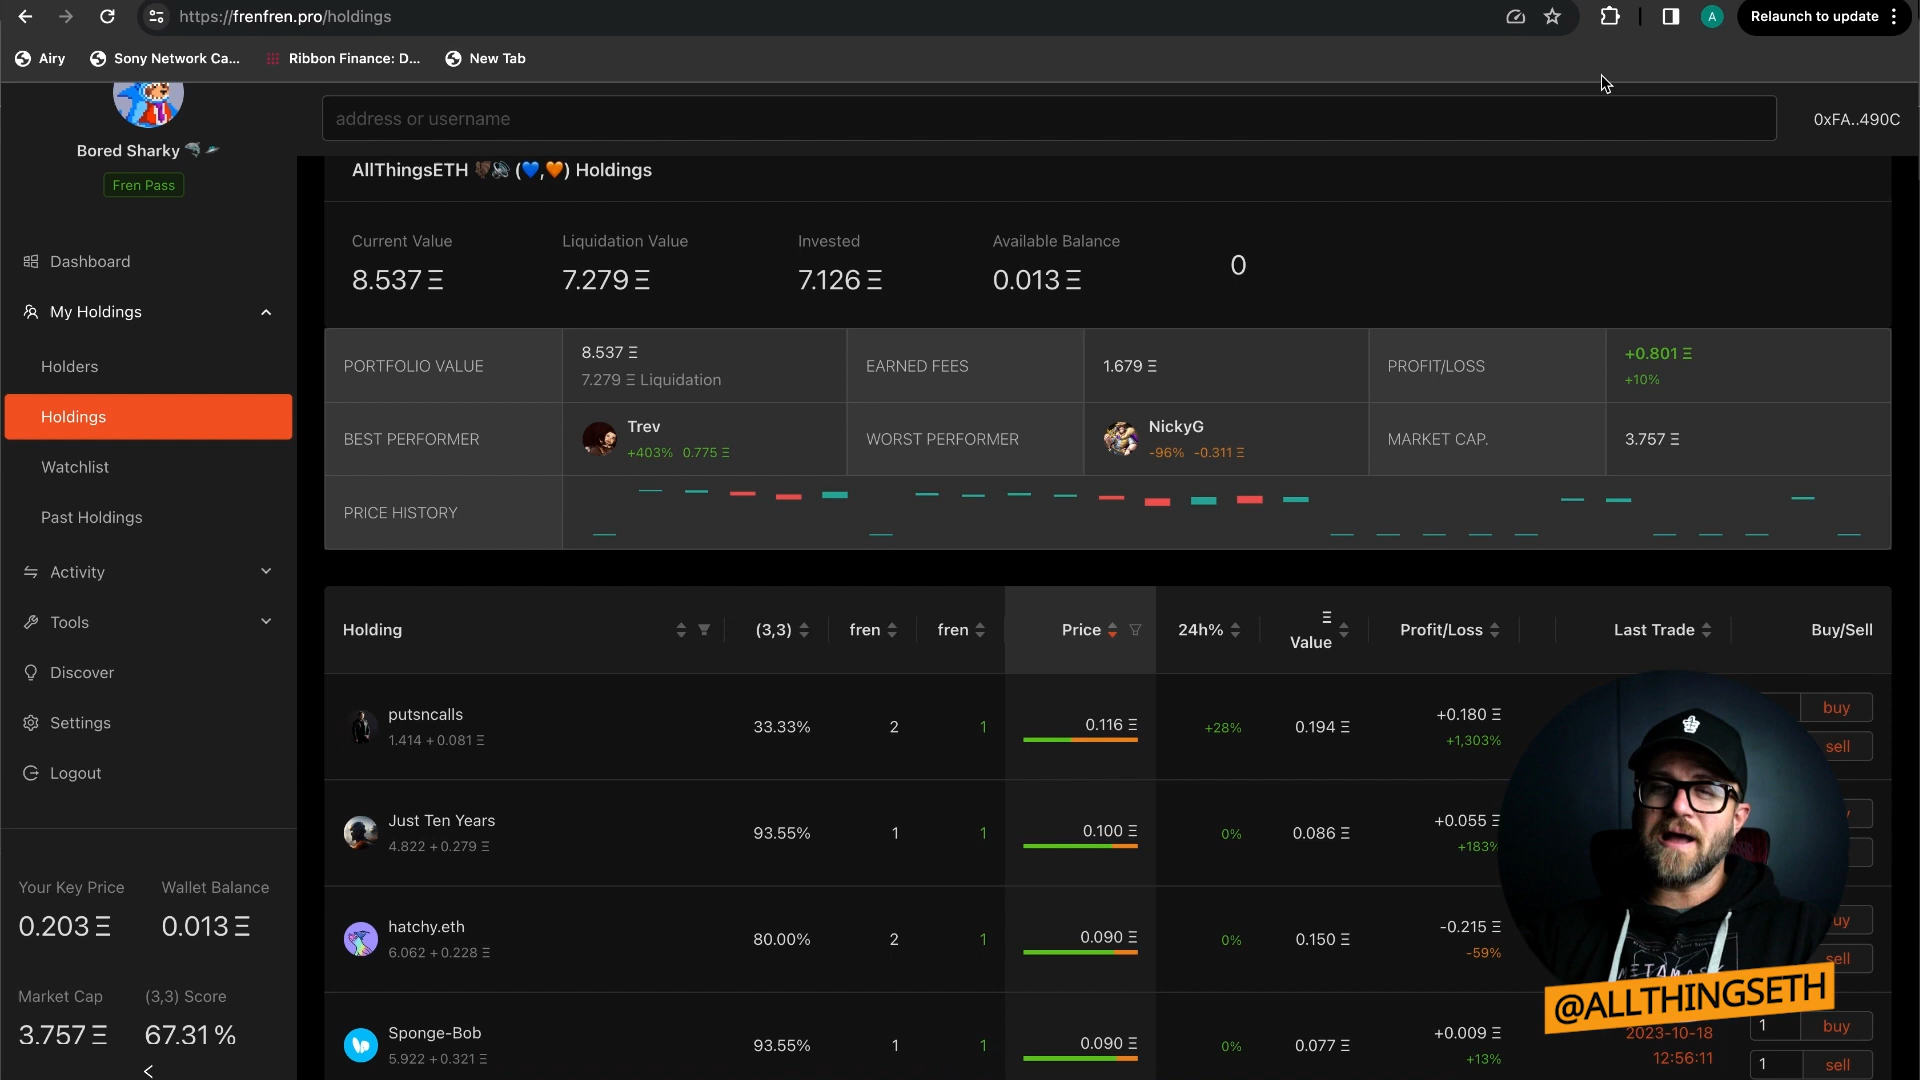 https://frenfren.pro/holdings
A
Relaunch to update
Airy
Sony Network Ca...
Ribbon Finance: D...
New Tab
address or username
0xFA..490C
Bored Sharky
Fren Pass
Dashboard
My Holdings
Holders
Holdings
Watchlist
Past Holdings
Activity
Tools
Discover
Settings
Logout
Your Key Price
Wallet Balance
0.203 Ξ
0.013 Ξ
Market Cap
(3,3) Score
3.757 Ξ
67.31 %
AllThingsETH 🔊 (💙,🧡) Holdings
Current Value
Liquidation Value
Invested
Available Balance
8.537 Ξ
7.279 Ξ
7.126 Ξ
0.013 Ξ
0
PORTFOLIO VALUE
8.537 Ξ
7.279 Ξ Liquidation
EARNED FEES
1.679 Ξ
PROFIT/LOSS
+0.801 Ξ
+10%
BEST PERFORMER
Trev
+403% 0.775 Ξ
WORST PERFORMER
NickyG
-96% -0.311 Ξ
MARKET CAP.
3.757 Ξ
PRICE HISTORY
Holding
(3,3)
fren
fren
Price
24h%
Ξ
Value
Profit/Loss
Last Trade
Buy/Sell
putsncalls
1.414 + 0.081 Ξ
33.33%
2
1
0.116 Ξ
+28%
0.194 Ξ
+0.180 Ξ
+1,303%
buy
sell
Just Ten Years
4.822 + 0.279 Ξ
93.55%
1
1
0.100 Ξ
0%
0.086 Ξ
+0.055 Ξ
+183%
hatchy.eth
6.062 + 0.228 Ξ
80.00%
2
1
0.090 Ξ
0%
0.150 Ξ
-0.215 Ξ
-59%
sell
@ALLTHINGSETH
Sponge-Bob
5.922 + 0.321 Ξ
93.55%
1
1
0.090 Ξ
0%
0.077 Ξ
+0.009 Ξ
+13%
2023-10-18
12:56:11
1
buy
1
sell